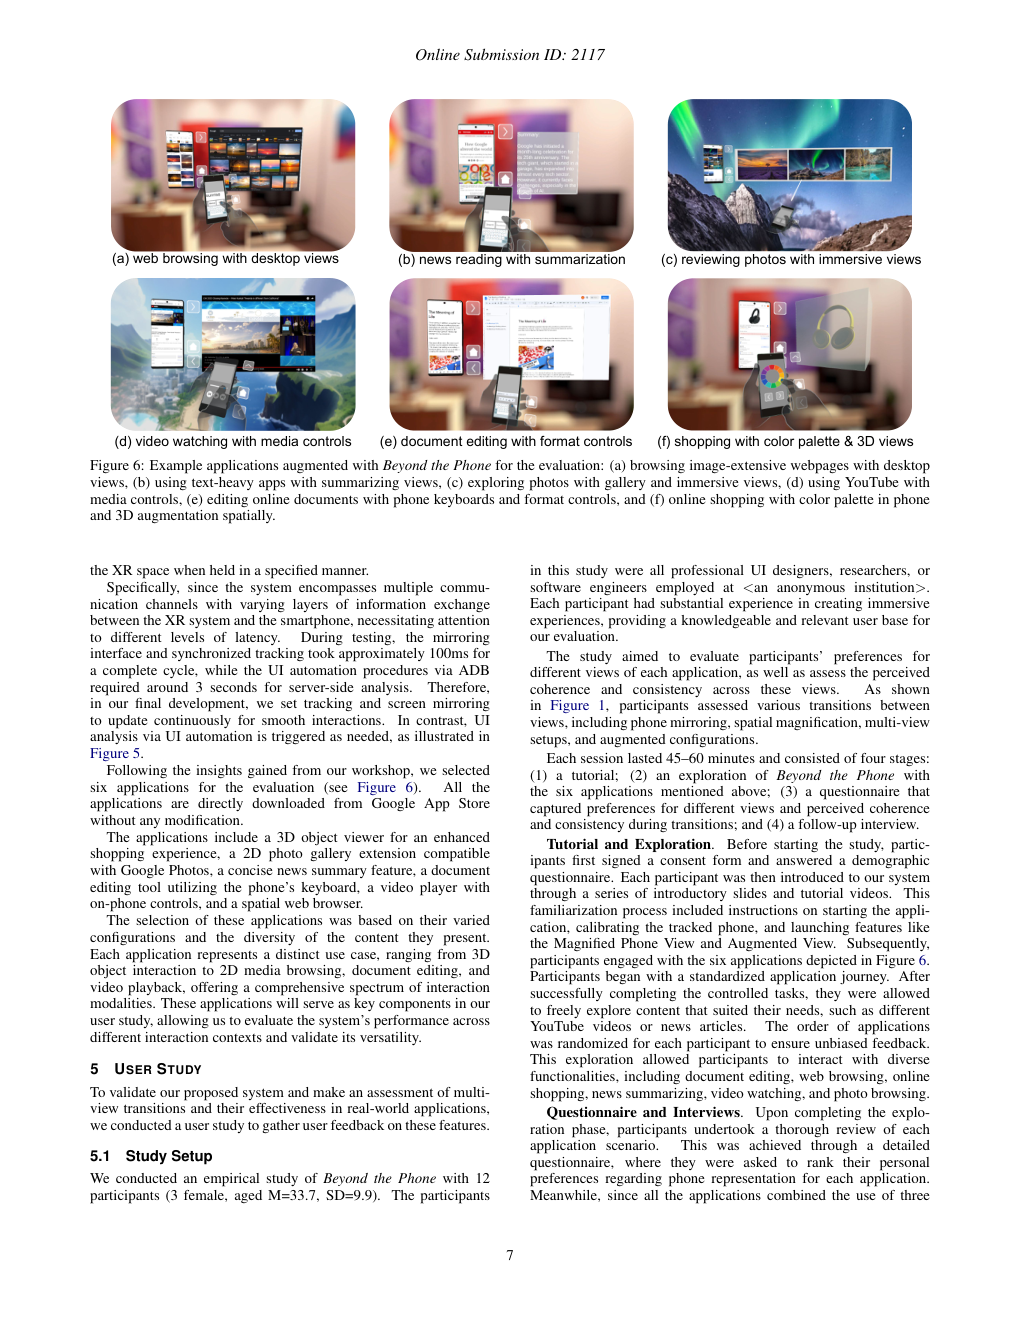 Online Submission ID: 2117
(a) web browsing with desktop views
(b) news reading with summarization
(c) reviewing photos with immersive views
(d) video watching with media controls
(e) document editing with format controls
(f) shopping with color palette & 3D views
Figure 6: Example applications augmented with Beyond the Phone for the evaluation: (a) browsing image-extensive webpages with desktop
views, (b) using text-heavy apps with summarizing views, (c) exploring photos with gallery and immersive views, (d) using YouTube with
media controls, (e) editing online documents with phone keyboards and format controls, and (f) online shopping with color palette in phone
and 3D augmentation spatially.
the XR space when held in a specified manner.
Specifically, since the system encompasses multiple commu-
nication channels with varying layers of information exchange
between the XR system and the smartphone, necessitating attention
to different levels of latency. During testing, the mirroring
interface and synchronized tracking took approximately 100ms for
a complete cycle, while the UI automation procedures via ADB
required around 3 seconds for server-side analysis. Therefore,
in our final development, we set tracking and screen mirroring
to update continuously for smooth interactions. In contrast, UI
analysis via UI automation is triggered as needed, as illustrated in
Figure 5.
Following the insights gained from our workshop, we selected
six applications for the evaluation (see Figure 6). All the
applications are directly downloaded from Google App Store
without any modification.
The applications include a 3D object viewer for an enhanced
shopping experience, a 2D photo gallery extension compatible
with Google Photos, a concise news summary feature, a document
editing tool utilizing the phone's keyboard, a video player with
on-phone controls, and a spatial web browser.
The selection of these applications was based on their varied
configurations and the diversity of the content they present.
Each application represents a distinct use case, ranging from 3D
object interaction to 2D media browsing, document editing, and
video playback, offering a comprehensive spectrum of interaction
modalities. These applications will serve as key components in our
user study, allowing us to evaluate the system's performance across
different interaction contexts and validate its versatility.
5 USER STUDY
To validate our proposed system and make an assessment of multi-
view transitions and their effectiveness in real-world applications,
we conducted a user study to gather user feedback on these features.
5.1 Study Setup
We conducted an empirical study of Beyond the Phone with 12
participants (3 female, aged M=33.7, SD=9.9). The participants
in this study were all professional UI designers, researchers, or
software engineers employed at <an anonymous institution>.
Each participant had substantial experience in creating immersive
experiences, providing a knowledgeable and relevant user base for
our evaluation.
The study aimed to evaluate participants' preferences for
different views of each application, as well as assess the perceived
coherence and consistency across these views. As shown
in Figure 1, participants assessed various transitions between
views, including phone mirroring, spatial magnification, multi-view
setups, and augmented configurations.
Each session lasted 45–60 minutes and consisted of four stages:
(1) a tutorial; (2) an exploration of Beyond the Phone with
the six applications mentioned above; (3) a questionnaire that
captured preferences for different views and perceived coherence
and consistency during transitions; and (4) a follow-up interview.
Tutorial and Exploration. Before starting the study, partic-
ipants first signed a consent form and answered a demographic
questionnaire. Each participant was then introduced to our system
through a series of introductory slides and tutorial videos. This
familiarization process included instructions on starting the appli-
cation, calibrating the tracked phone, and launching features like
the Magnified Phone View and Augmented View. Subsequently,
participants engaged with the six applications depicted in Figure 6.
Participants began with a standardized application journey. After
successfully completing the controlled tasks, they were allowed
to freely explore content that suited their needs, such as different
YouTube videos or news articles. The order of applications
was randomized for each participant to ensure unbiased feedback.
This exploration allowed participants to interact with diverse
functionalities, including document editing, web browsing, online
shopping, news summarizing, video watching, and photo browsing.
Questionnaire and Interviews. Upon completing the explo-
ration phase, participants undertook a thorough review of each
application scenario. This was achieved through a detailed
questionnaire, where they were asked to rank their personal
preferences regarding phone representation for each application.
Meanwhile, since all the applications combined the use of three
7